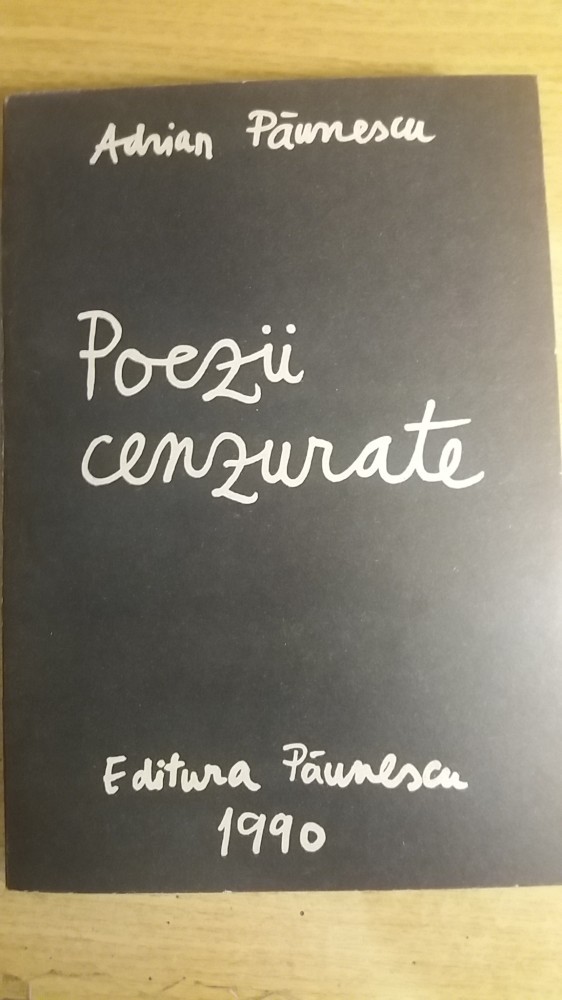 Adrian Păunescu
Poezii
cenzurate
Editura Păunescu
1990